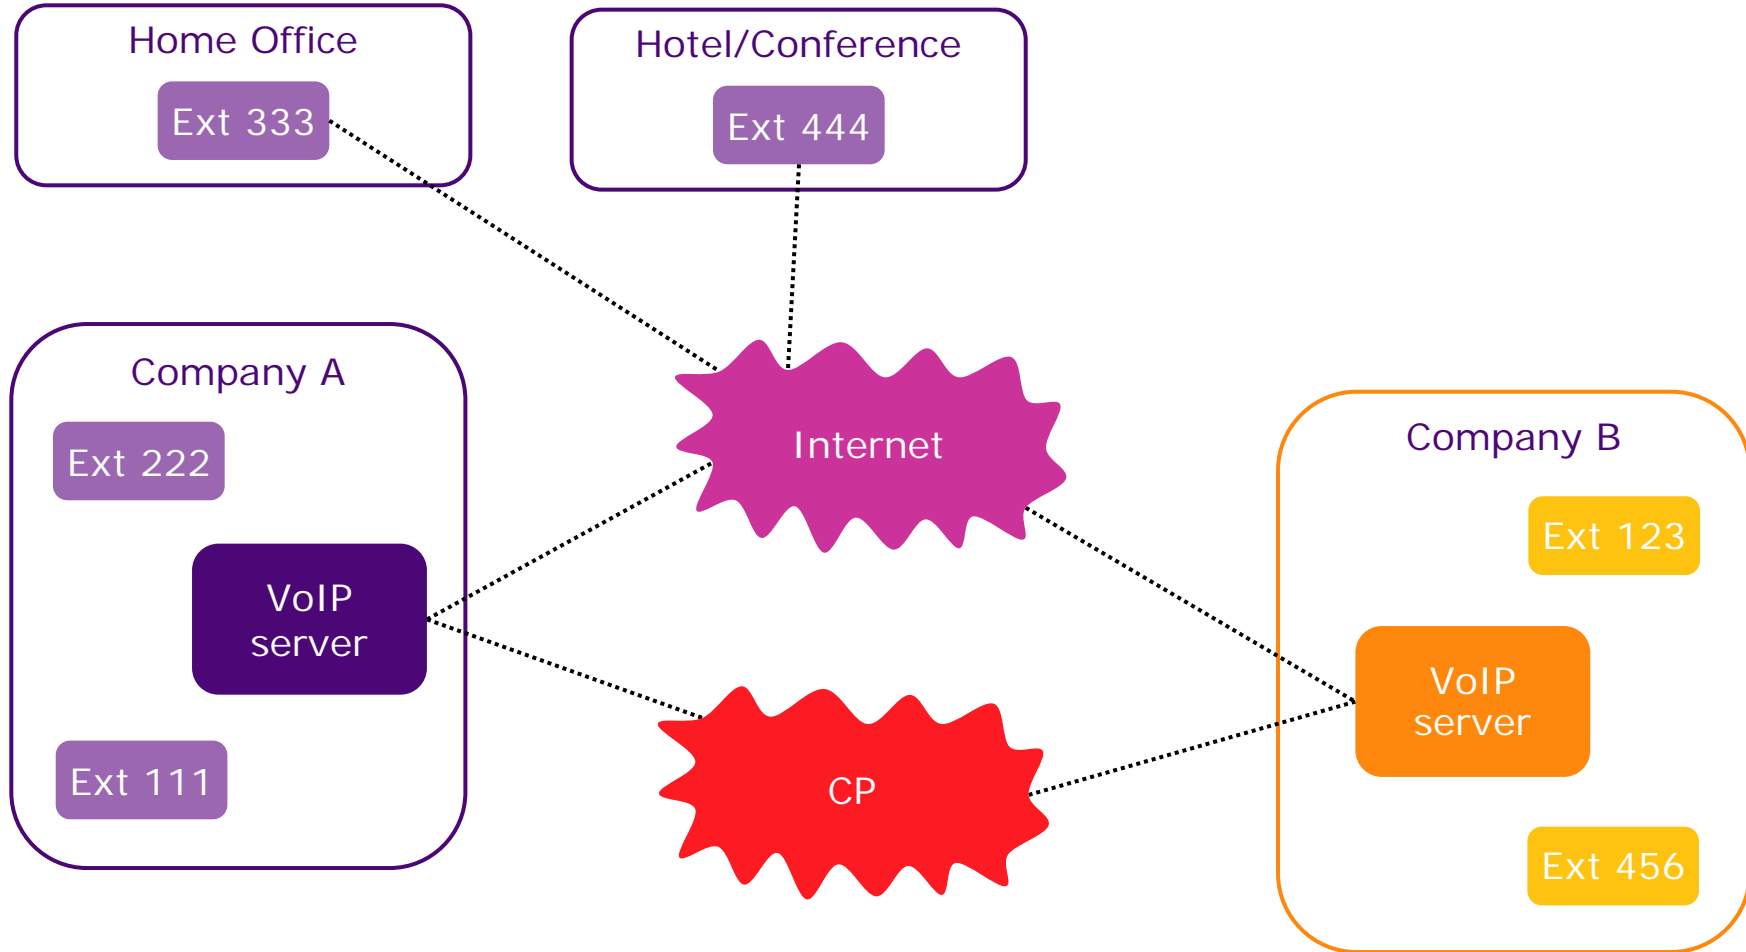 Home Office
Ext 333
Hotel/Conference
Ext 444
Company A
Ext 222
VoIP
server
Ext 111
Internet
CP
Company B
Ext 123
VoIP
server
Ext 456